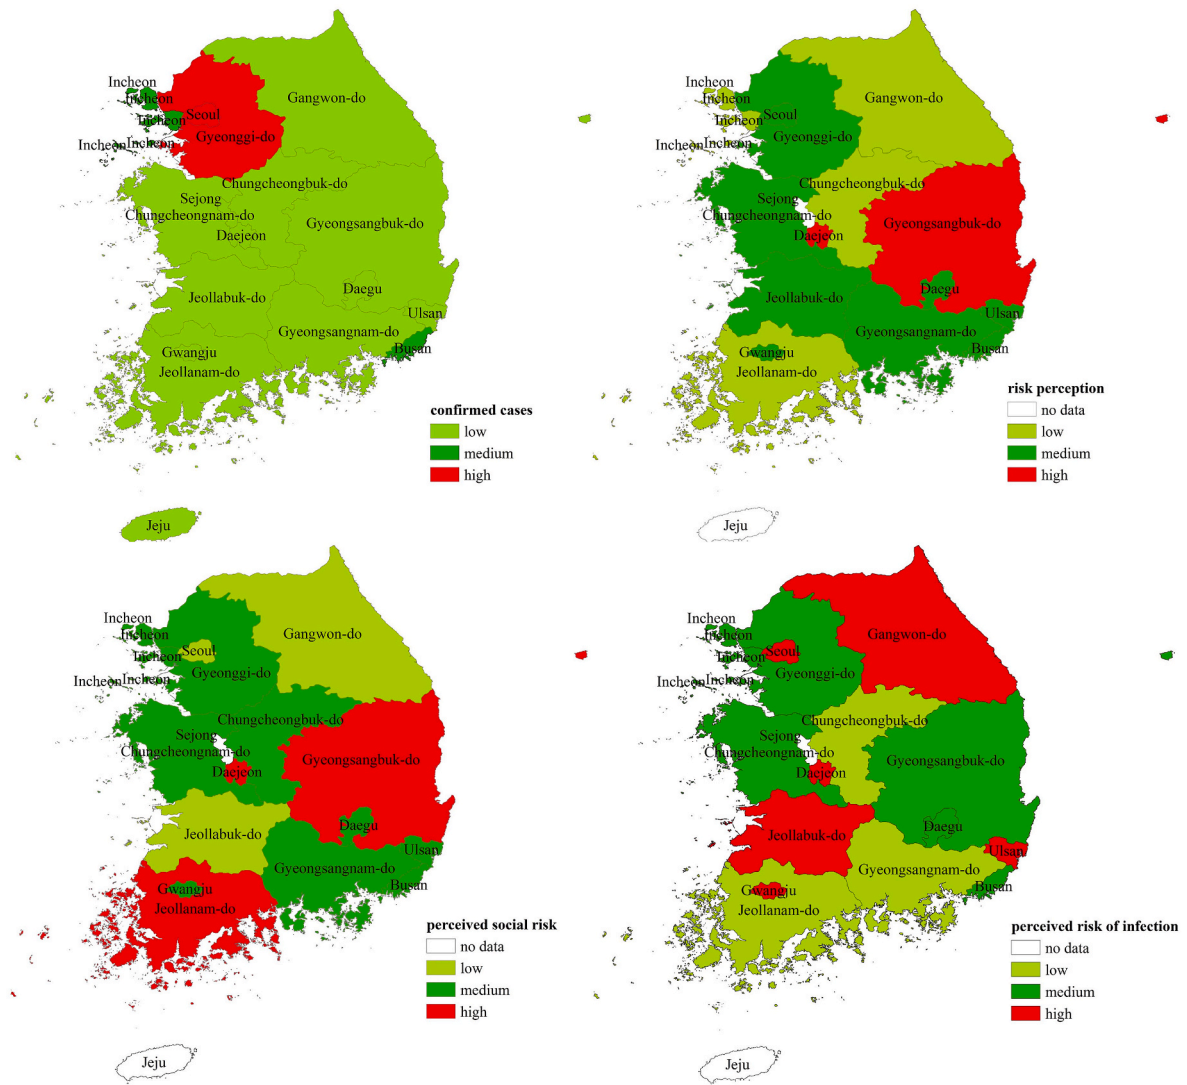 Incheon
Incheon
Gangwon-do
Seoul
Incheon
Gyeonggi-do
Incheon
Incheon
Chungcheongbuk-do
Sejong
Chungcheongnam-do
Gyeongsangbuk-do
Daejeon
Daegu
Jeollabuk-do
Ulsan
Gyeongsangnam-do
Busan
Gwangju
Jeollanam-do
confirmed cases
low
medium
high
Jeju
Incheon
Incheon
Gangwon-do
Seoul
Incheon
Gyeonggi-do
Incheon
Incheon
Chungcheongbuk-do
Sejong
Chungcheongnam-do
Gyeongsangbuk-do
Daejeon
Daegu
Jeollabuk-do
Ulsan
Gyeongsangnam-do
Busan
Gwangju
Jeollanam-do
risk perception
no data
low
medium
high
Jeju
Incheon
Incheon
Gangwon-do
Seoul
Incheon
Gyeonggi-do
Incheon
Incheon
Chungcheongbuk-do
Sejong
Chungcheongnam-do
Gyeongsangbuk-do
Daejeon
Daegu
Jeollabuk-do
Ulsan
Gyeongsangnam-do
Busan
Gwangju
Jeollanam-do
perceived social risk
no data
low
medium
high
Jeju
Incheon
Incheon
Gangwon-do
Seoul
Incheon
Gyeonggi-do
Incheon
Incheon
Chungcheongbuk-do
Sejong
Chungcheongnam-do
Gyeongsangbuk-do
Daejeon
Daegu
Jeollabuk-do
Ulsan
Gyeongsangnam-do
Busan
Gwangju
Jeollanam-do
perceived risk of infection
no data
low
medium
high
Jeju